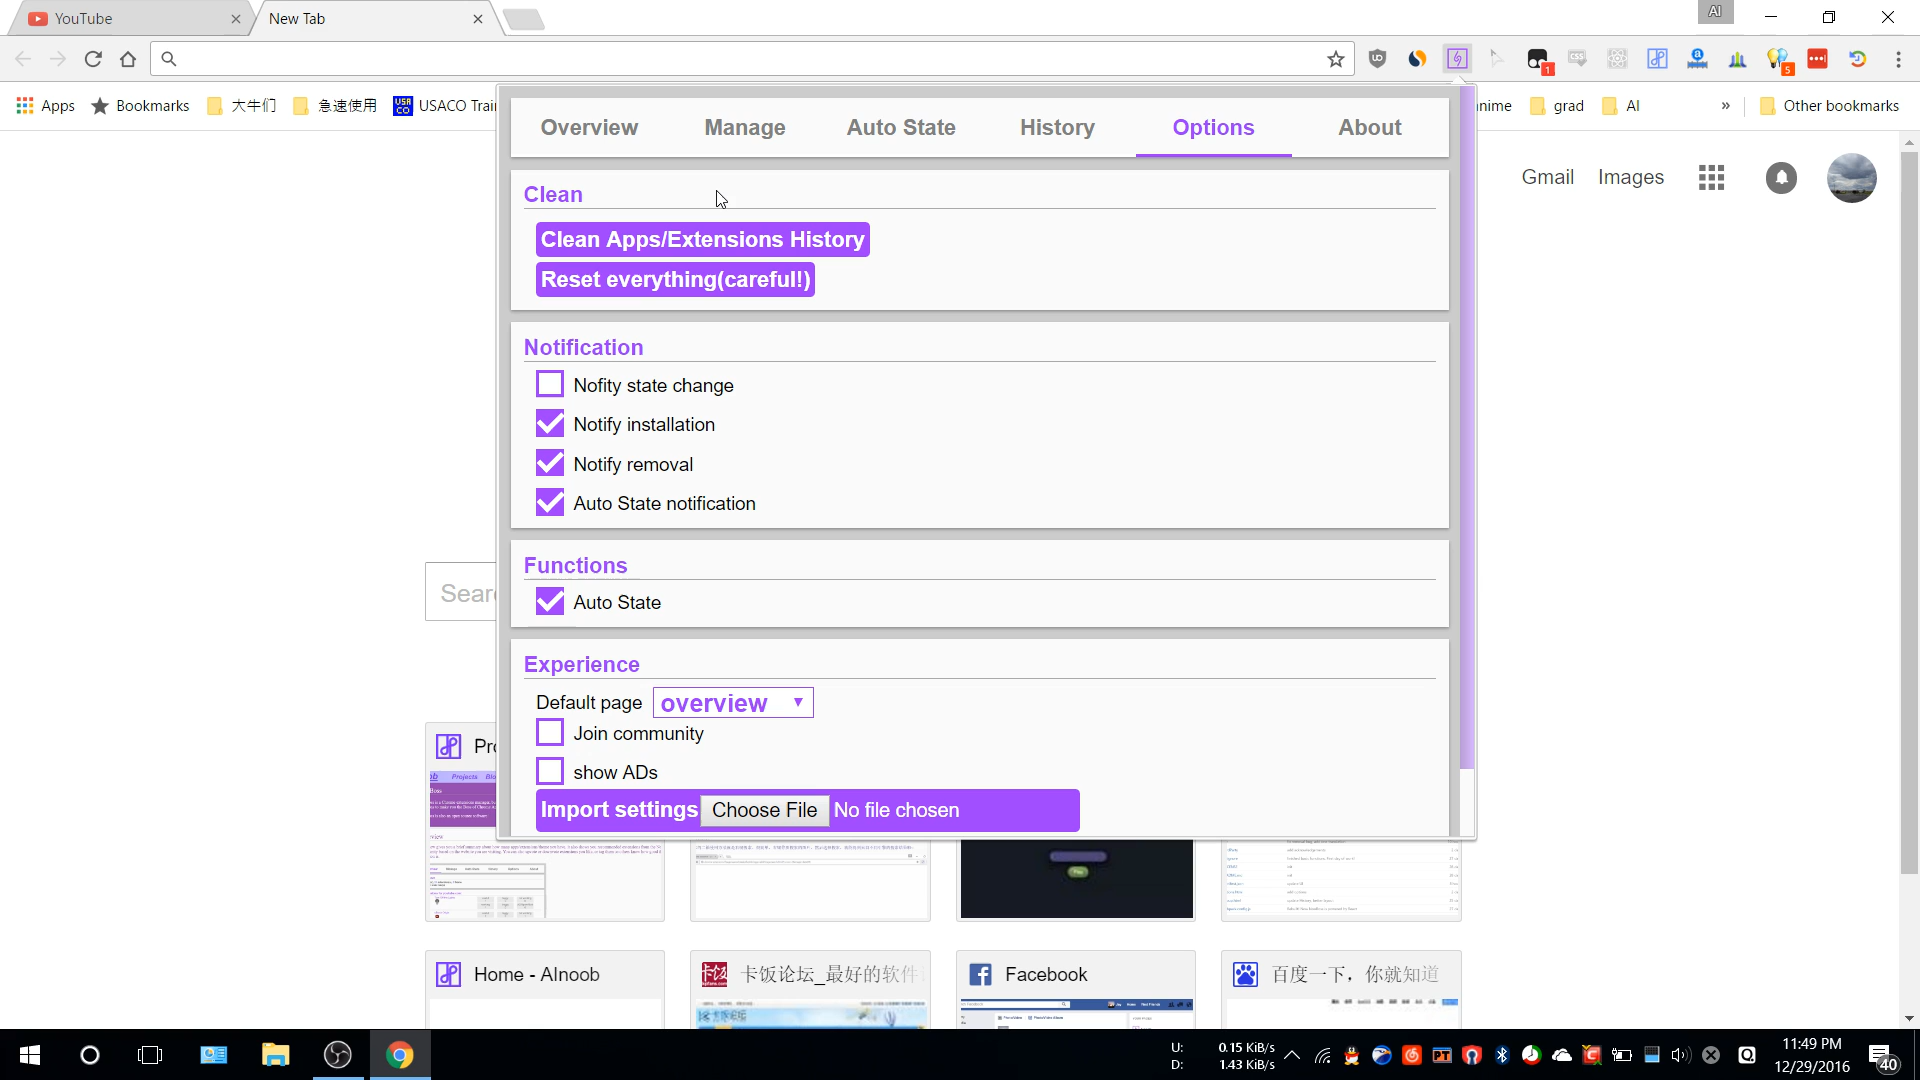 YouTube
New Tab
AI
1
5
Apps
Bookmarks
大牛们
急速使用
USACO Trai
nime
grad
AI
»
Other bookmarks
Overview
Manage
Auto State
History
Options
About
Gmail
Images
Clean
Clean Apps/Extensions History
Reset everything(careful!)
Notification
Nofity state change
Notify installation
Notify removal
Auto State notification
Functions
Auto State
Sear
Experience
Default page
overview
Join community
show ADs
Import settings
Choose File
No file chosen
Pro
Home - AInoob
卡饭论坛_最好的软件
Facebook
百度一下，你就知道
U: 0.15 KiB/s
D: 1.43 KiB/s
11:49 PM
12/29/2016
40